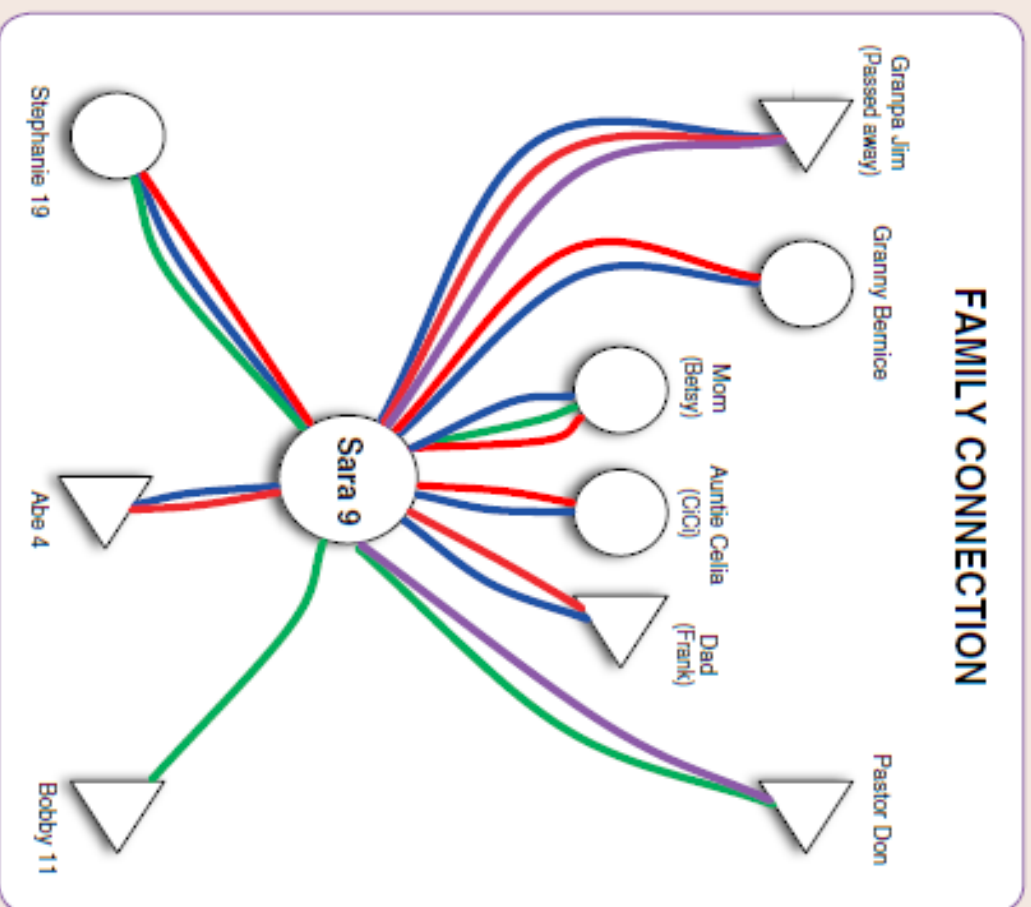 FAMILY CONNECTION
Granpa Jim
(Passed away)
Granny Bernice
Pastor Don
Mom
(Betsy)
Auntie Celia
(CiCi)
Dad
(Frank)
Sara 9
Stephanie 19
Abe 4
Bobby 11